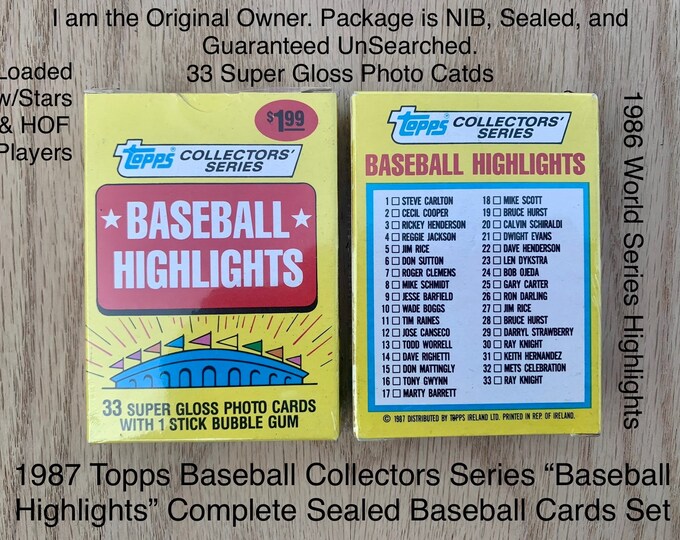 I am the Original Owner. Package is NIB, Sealed, and
Guaranteed UnSearched.
33 Super Gloss Photo Catds
Loaded
w/Stars
& HOF
Players
$1.99
topps COLLECTORS'
SERIES
BASEBALL
HIGHLIGHTS
33 SUPER GLOSS PHOTO CARDS
WITH 1 STICK BUBBLE GUM
topps COLLECTORS'
SERIES
BASEBALL HIGHLIGHTS
1 STEVE CARLTON
2 CECIL COOPER
3 RICKEY HENDERSON
4 REGGIE JACKSON
5 JIM RICE
6 DON SUTTON
7 ROGER CLEMENS
8 MIKE SCHMIDT
9 JESSE BARFIELD
10 WADE BOGGS
11 TIM RAINES
12 JOSE CANSECO
13 TODD WORRELL
14 DAVE RIGHETTI
15 DON MATTINGLY
16 TONY GWYNN
17 MARTY BARRETT
18 MIKE SCOTT
19 BRUCE HURST
20 CALVIN SCHIRALDI
21 DWIGHT EVANS
22 DAVE HENDERSON
23 LEN DYKSTRA
24 BOB OJEDA
25 GARY CARTER
26 RON DARLING
27 JIM RICE
28 BRUCE HURST
29 DARRYL STRAWBERRY
30 RAY KNIGHT
31 KEITH HERNANDEZ
32 METS CELEBRATION
33 RAY KNIGHT
© 1987 DISTRIBUTED BY TOPPS IRELAND LTD. PRINTED IN REP. OF IRELAND.
1986 World Series Highlights
1987 Topps Baseball Collectors Series “Baseball
Highlights” Complete Sealed Baseball Cards Set